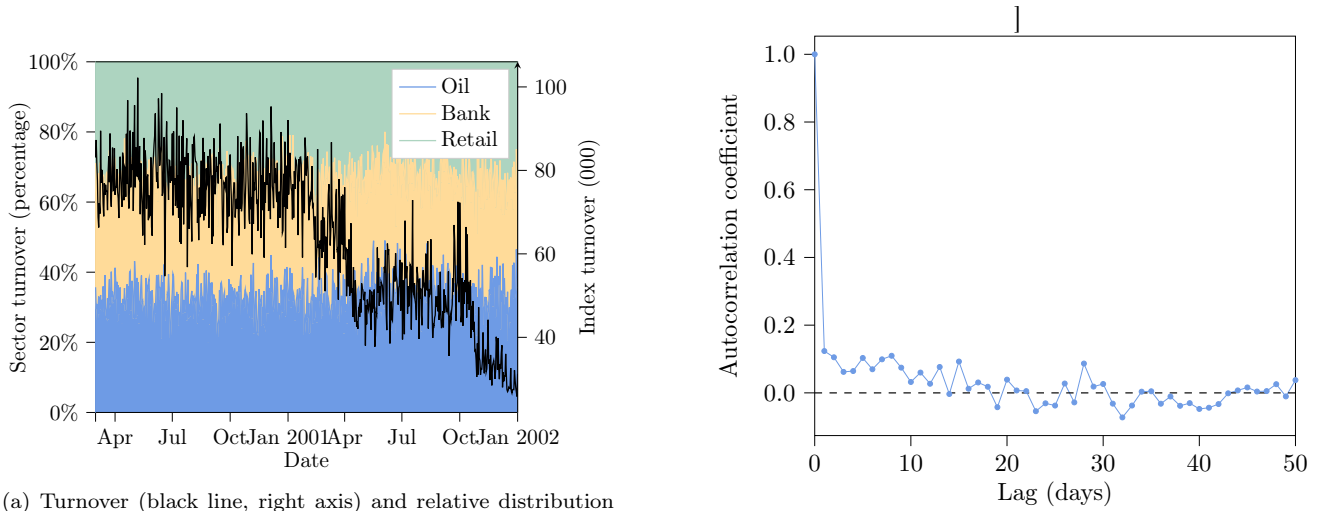 100%
80%
60%
40%
20%
0%
Sector turnover (percentage)
Oil
Bank
Retail
100
80
60
40
Index turnover (000)
Apr Jul Oct Jan 2001 Apr Jul Oct Jan 2002
Date
(a) Turnover (black line, right axis) and relative distribution
]
1.0
0.8
0.6
0.4
0.2
0.0
Autocorrelation coefficient
0 10 20 30 40 50
Lag (days)